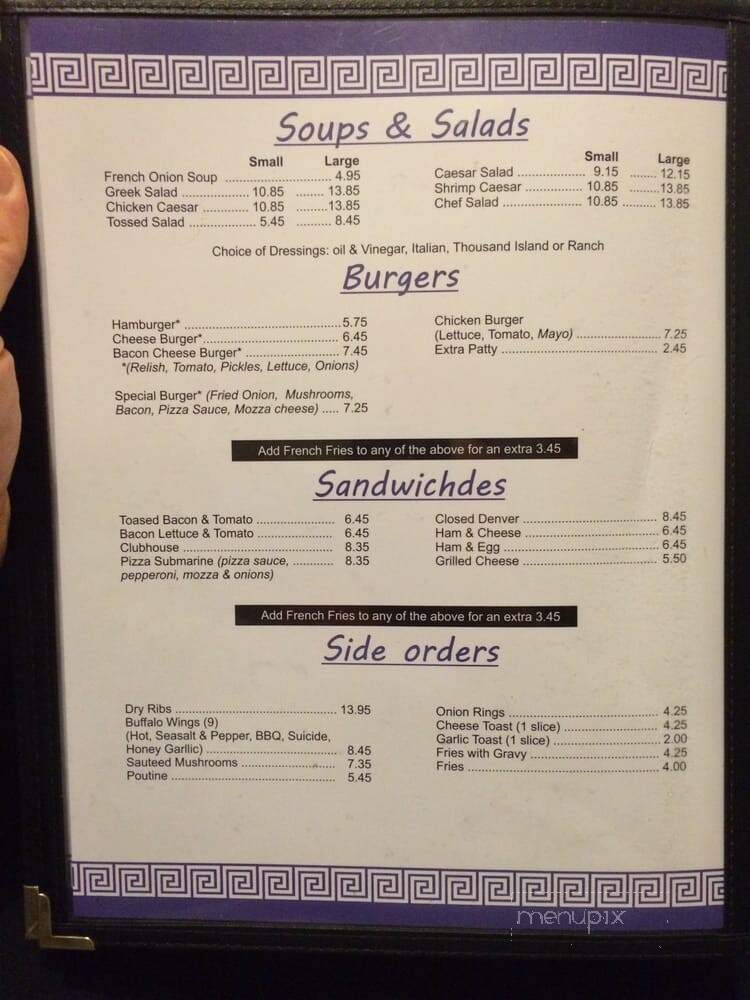 Soups & Salads
Small Large
French Onion Soup ........................... 4.95
Greek Salad .................. 10.85 ........ 13.85
Chicken Caesar ............ 10.85 .........13.85
Tossed Salad ................ 5.45 .......... 8.45
Small Large
Caesar Salad ..................... 9.15 ........ 12.15
Shrimp Caesar ................ 10.85 .........13.85
Chef Salad ...................... 10.85 .......... 13.85
Choice of Dressings: oil & Vinegar, Italian, Thousand Island or Ranch
Burgers
Hamburger* ..........................................5.75
Cheese Burger*..................................... 6.45
Bacon Cheese Burger* ......................... 7.45
*(Relish, Tomato, Pickles, Lettuce, Onions)
Special Burger* (Fried Onion, Mushrooms,
Bacon, Pizza Sauce, Mozza cheese) ..... 7.25
Chicken Burger
(Lettuce, Tomato, Mayo) .......................7.25
Extra Patty .......................................... 2.45
Add French Fries to any of the above for an extra 3.45
Sandwichdes
Toased Bacon & Tomato ..................... 6.45
Bacon Lettuce & Tomato .................... 6.45
Clubhouse ......................................... 8.35
Pizza Submarine (pizza sauce, ........... 8.35
pepperoni, mozza & onions)
Closed Denver .................................... 8.45
Ham & Cheese .................................... 6.45
Ham & Egg ......................................... 6.45
Grilled Cheese .................................... 5.50
Add French Fries to any of the above for an extra 3.45
Side orders
Dry Ribs ............................................ 13.95
Buffalo Wings (9)
(Hot, Seasalt & Pepper, BBQ, Suicide,
Honey Garllic) ..................................... 8.45
Sauteed Mushrooms .......................... 7.35
Poutine ............................................... 5.45
Onion Rings ........................................ 4.25
Cheese Toast (1 slice) ......................... 4.25
Garlic Toast (1 slice) ............................ 2.00
Fries with Gravy .................................. 4.25
Fries ................................................... 4.00
menupix